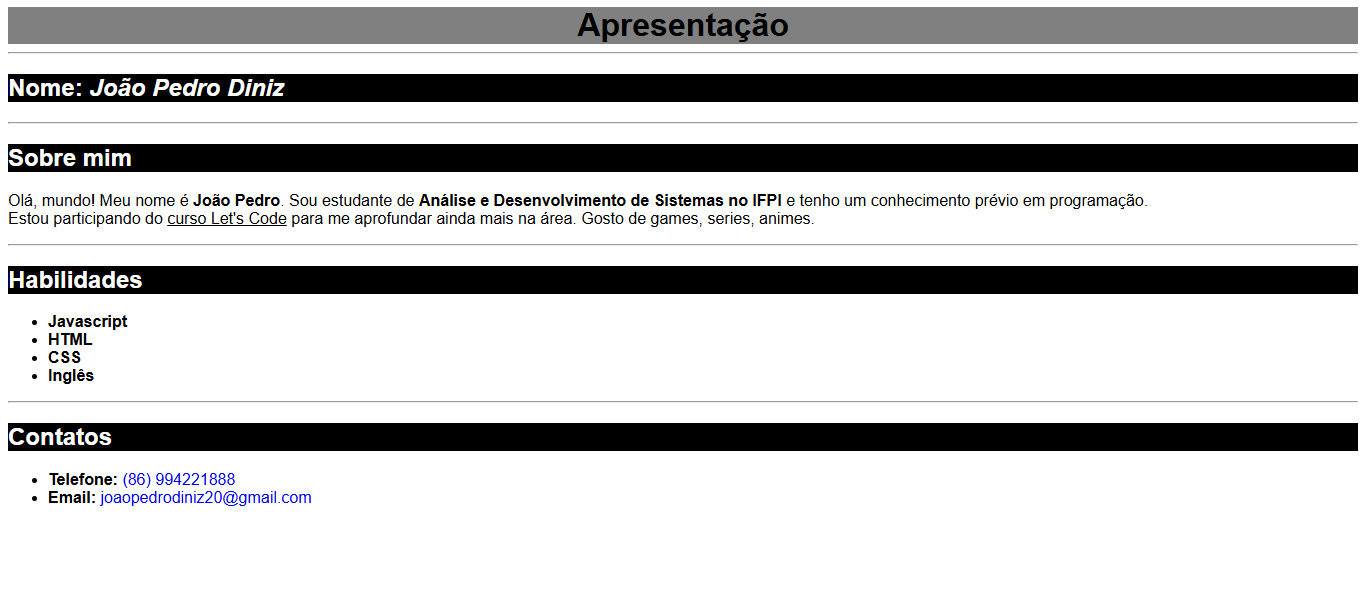 Apresentação
Nome: João Pedro Diniz
Sobre mim
Olá, mundo! Meu nome é João Pedro. Sou estudante de Análise e Desenvolvimento de Sistemas no IFPI e tenho um conhecimento prévio em programação.
Estou participando do curso Let's Code para me aprofundar ainda mais na área. Gosto de games, series, animes.
Habilidades
• Javascript
• HTML
• CSS
• Inglês
Contatos
• Telefone: (86) 994221888
• Email: joaopedrodiniz20@gmail.com